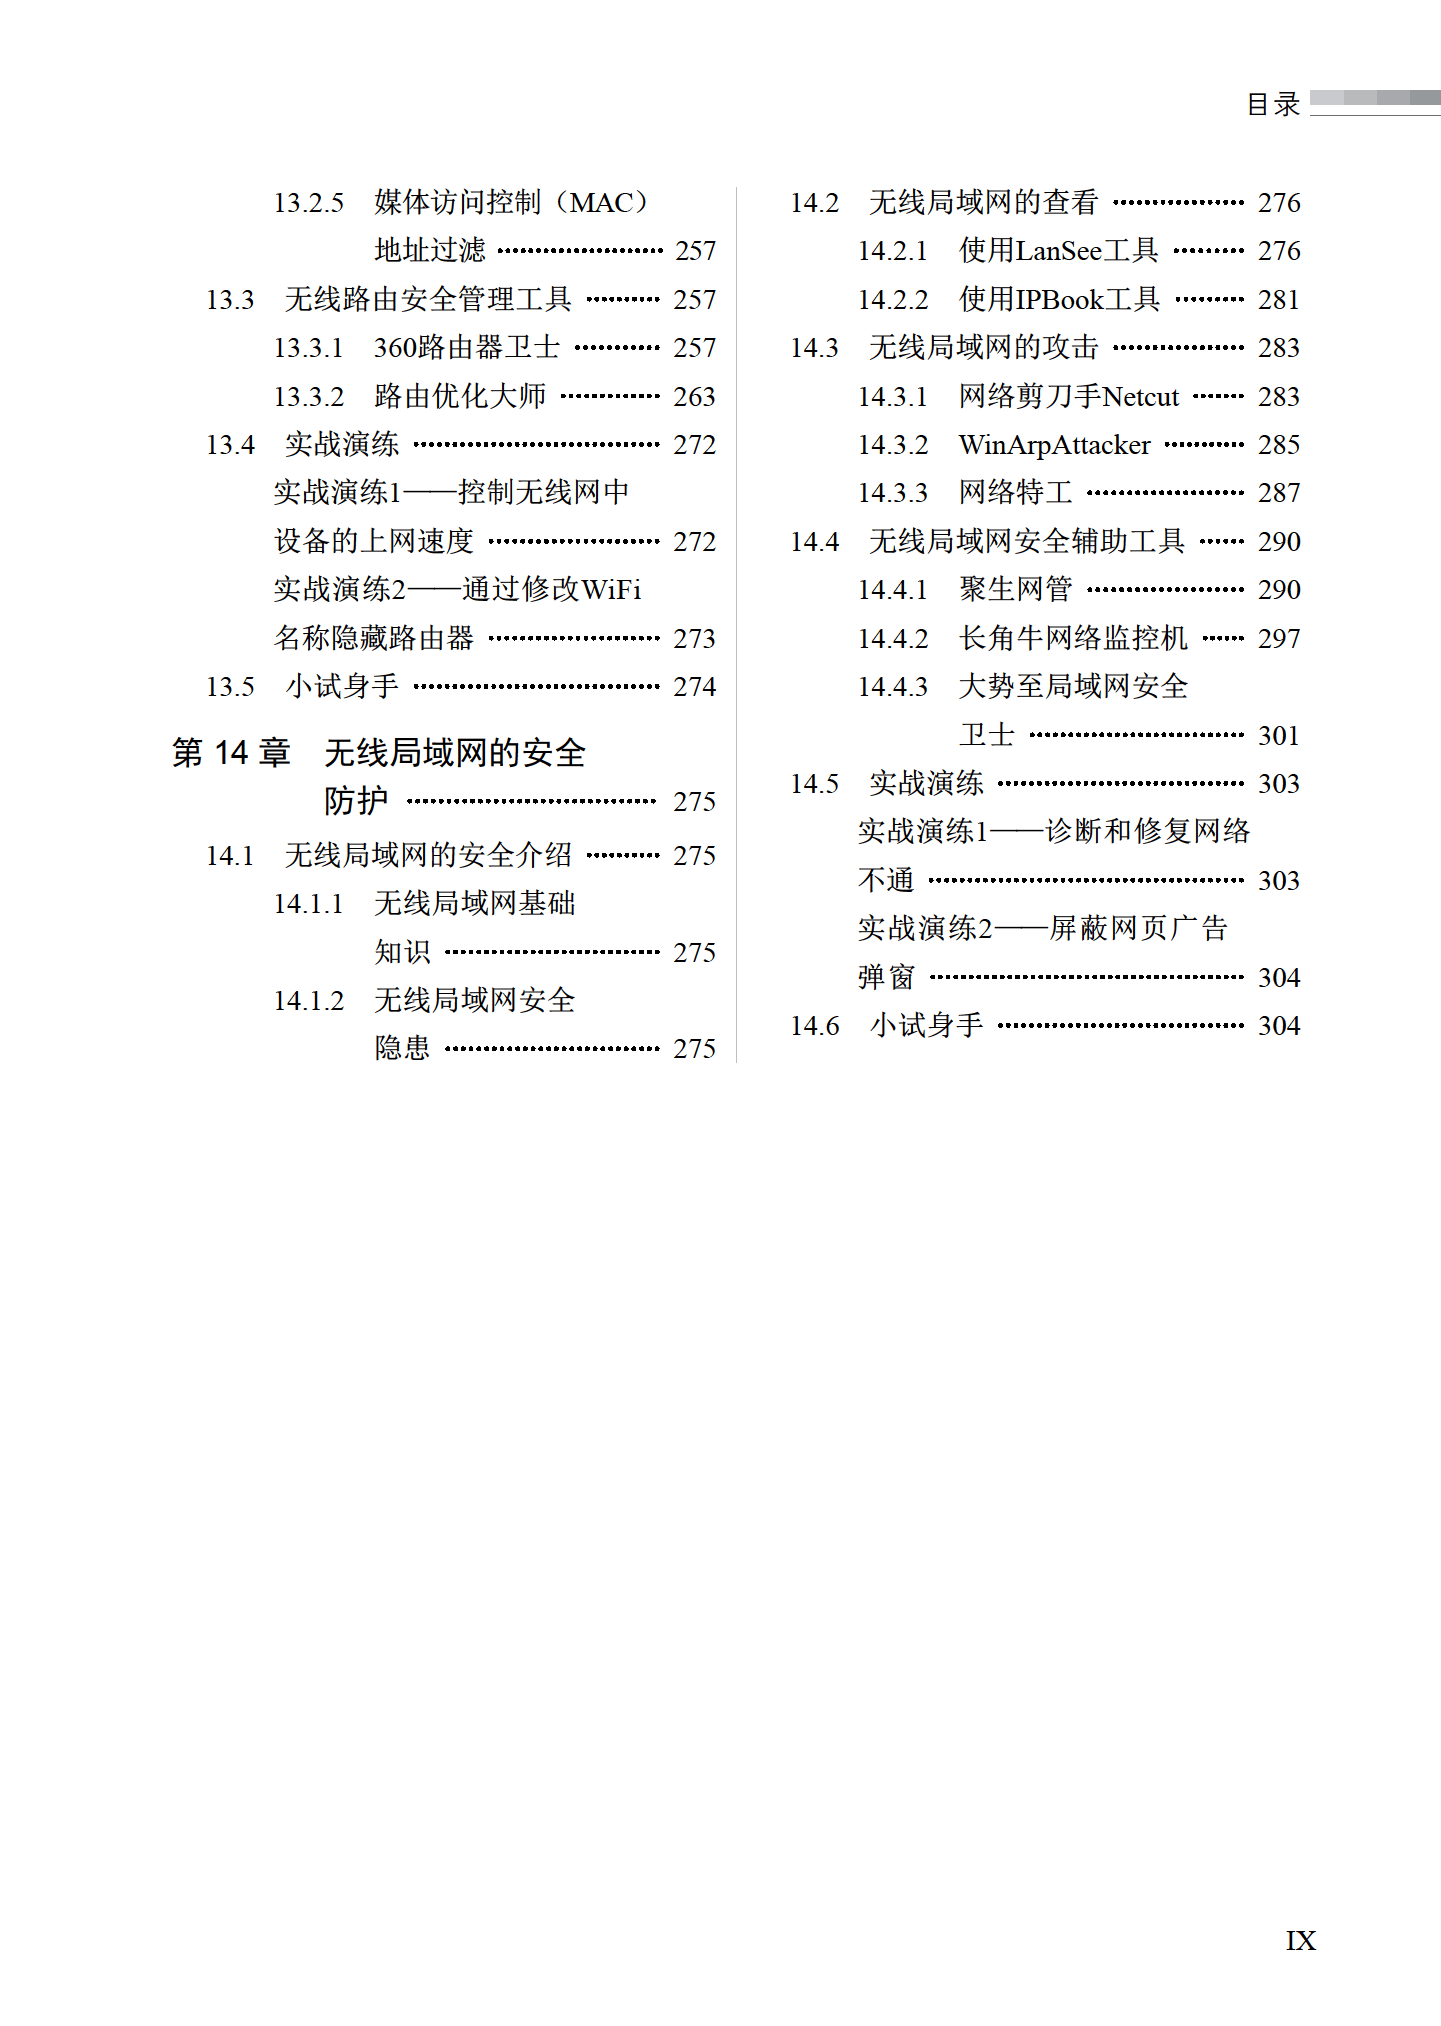 目录
13.2.5 媒体访问控制（MAC）
地址过滤 ······ 257
13.3 无线路由安全管理工具 ······ 257
13.3.1 360路由器卫士 ······ 257
13.3.2 路由优化大师 ······ 263
13.4 实战演练 ······ 272
实战演练1——控制无线网中
设备的上网速度 ······ 272
实战演练2——通过修改WiFi
名称隐藏路由器 ······ 273
13.5 小试身手 ······ 274
第 14 章 无线局域网的安全
防护 ······ 275
14.1 无线局域网的安全介绍 ······ 275
14.1.1 无线局域网基础
知识 ······ 275
14.1.2 无线局域网安全
隐患 ······ 275
14.2 无线局域网的查看 ······ 276
14.2.1 使用LanSee工具 ······ 276
14.2.2 使用IPBook工具 ······ 281
14.3 无线局域网的攻击 ······ 283
14.3.1 网络剪刀手Netcut ······ 283
14.3.2 WinArpAttacker ······ 285
14.3.3 网络特工 ······ 287
14.4 无线局域网安全辅助工具 ······ 290
14.4.1 聚生网管 ······ 290
14.4.2 长角牛网络监控机 ······ 297
14.4.3 大势至局域网安全
卫士 ······ 301
14.5 实战演练 ······ 303
实战演练1——诊断和修复网络
不通 ······ 303
实战演练2——屏蔽网页广告
弹窗 ······ 304
14.6 小试身手 ······ 304
IX